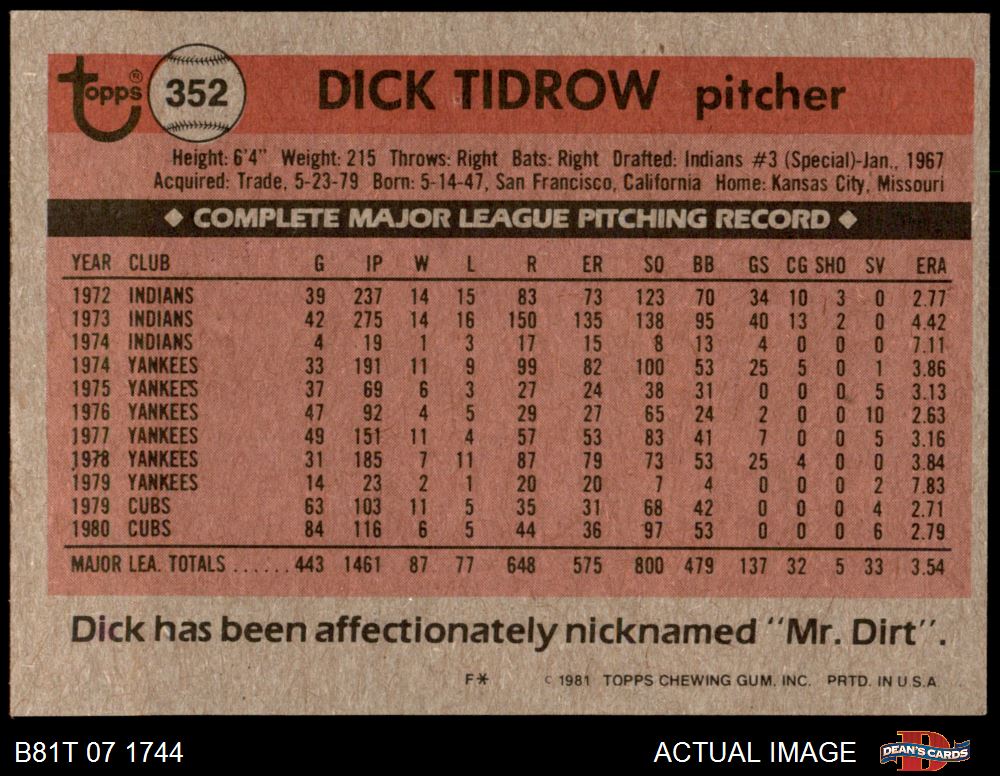 topps® 352 DICK TIDROW pitcher
Height: 6'4" Weight: 215 Throws: Right Bats: Right Drafted: Indians #3 (Special)-Jan., 1967
Acquired: Trade, 5-23-79 Born: 5-14-47, San Francisco, California Home: Kansas City, Missouri
◆ COMPLETE MAJOR LEAGUE PITCHING RECORD ◆
YEAR CLUB G IP W L R ER SO BB GS CG SHO SV ERA
1972 INDIANS 39 237 14 15 83 73 123 70 34 10 3 0 2.77
1973 INDIANS 42 275 14 16 150 135 138 95 40 13 2 0 4.42
1974 INDIANS 4 19 1 3 17 15 8 13 4 0 0 0 7.11
1974 YANKEES 33 191 11 9 99 82 100 53 25 5 0 1 3.86
1975 YANKEES 37 69 6 3 27 24 38 31 0 0 0 5 3.13
1976 YANKEES 47 92 4 5 29 27 65 24 2 0 0 10 2.63
1977 YANKEES 49 151 11 4 57 53 83 41 7 0 0 5 3.16
1978 YANKEES 31 185 7 11 87 79 73 53 25 4 0 0 3.84
1979 YANKEES 14 23 2 1 20 20 7 4 0 0 0 2 7.83
1979 CUBS 63 103 11 5 35 31 68 42 0 0 0 4 2.71
1980 CUBS 84 116 6 5 44 36 97 53 0 0 0 6 2.79
MAJOR LEA. TOTALS ...... 443 1461 87 77 648 575 800 479 137 32 5 33 3.54
Dick has been affectionately nicknamed "Mr. Dirt".
F* © 1981 TOPPS CHEWING GUM, INC. PRTD. IN U.S.A.
B81T 07 1744 ACTUAL IMAGE DEAN'S CARDS